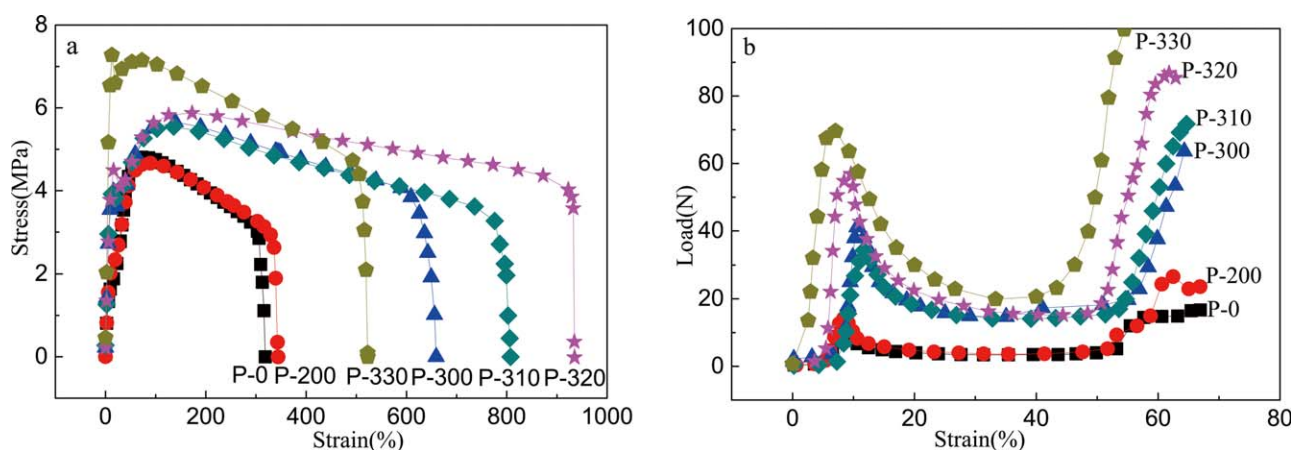 a
8
6
4
2
0
Stress(MPa)
P-0 P-200 P-330 P-300 P-310 P-320
0 200 400 600 800 1000
Strain(%)
b
100
80
60
40
20
0
Load(N)
P-330
P-320
P-310
P-300
P-200
P-0
0 20 40 60 80
Strain(%)